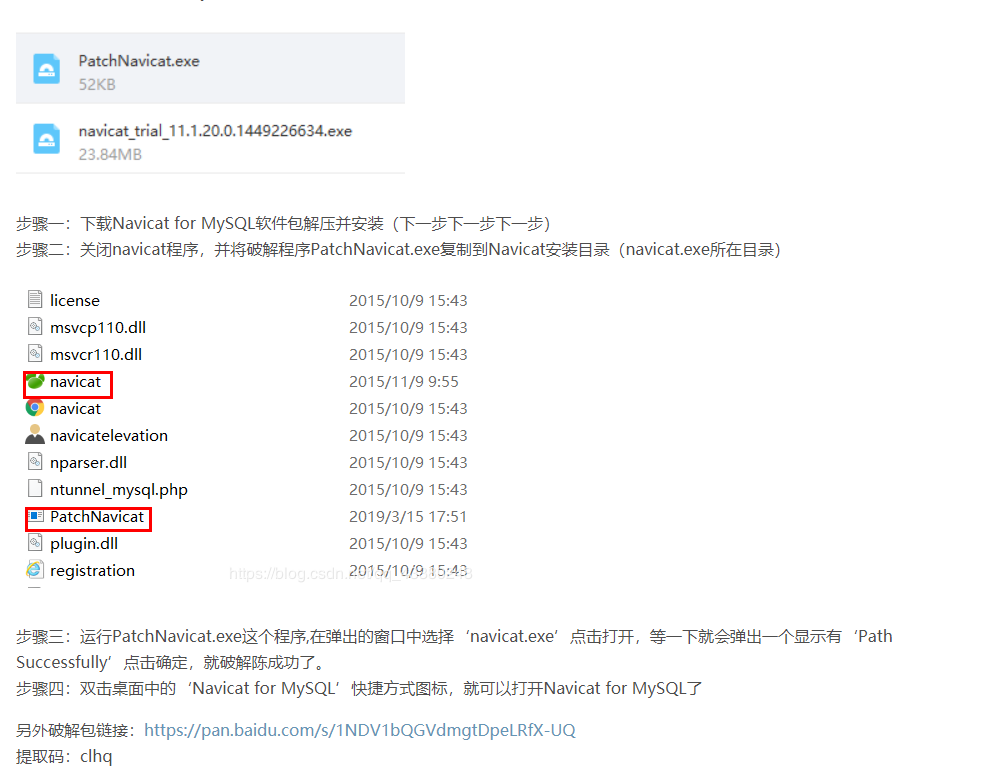 PatchNavicat.exe
52KB
navicat_trial_11.1.20.0.1449226634.exe
23.84MB
步骤一：下载Navicat for MySQL软件包解压并安装（下一步下一步下一步）
步骤二：关闭navicat程序，并将破解程序PatchNavicat.exe复制到Navicat安装目录（navicat.exe所在目录）
license 2015/10/9 15:43
msvcp110.dll 2015/10/9 15:43
msvcr110.dll 2015/10/9 15:43
navicat 2015/11/9 9:55
navicat 2015/10/9 15:43
navicatelevation 2015/10/9 15:43
nparser.dll 2015/10/9 15:43
ntunnel_mysql.php 2015/10/9 15:43
PatchNavicat 2019/3/15 17:51
plugin.dll 2015/10/9 15:43
registration 2015/10/9 15:43
步骤三：运行PatchNavicat.exe这个程序,在弹出的窗口中选择‘navicat.exe’点击打开，等一下就会弹出一个显示有‘Path
Successfully’点击确定，就破解陈成功了。
步骤四：双击桌面中的‘Navicat for MySQL’快捷方式图标，就可以打开Navicat for MySQL了
另外破解包链接：https://pan.baidu.com/s/1NDV1bQGVdmgtDpeLRfX-UQ
提取码：clhq